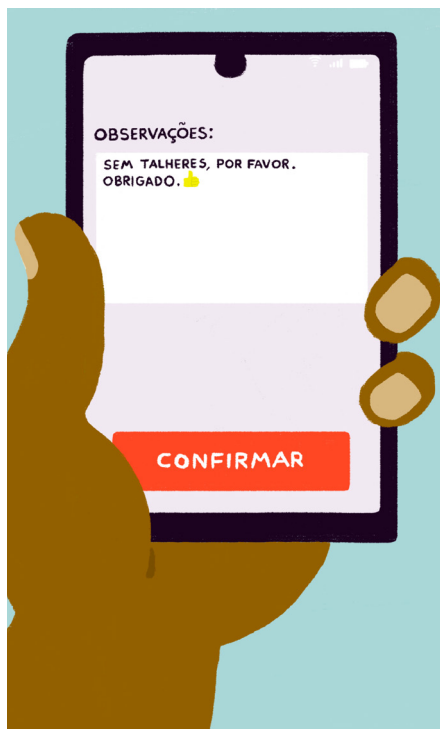 OBSERVAÇÕES:
SEM TALHERES, POR FAVOR.
OBRIGADO. 👍
CONFIRMAR